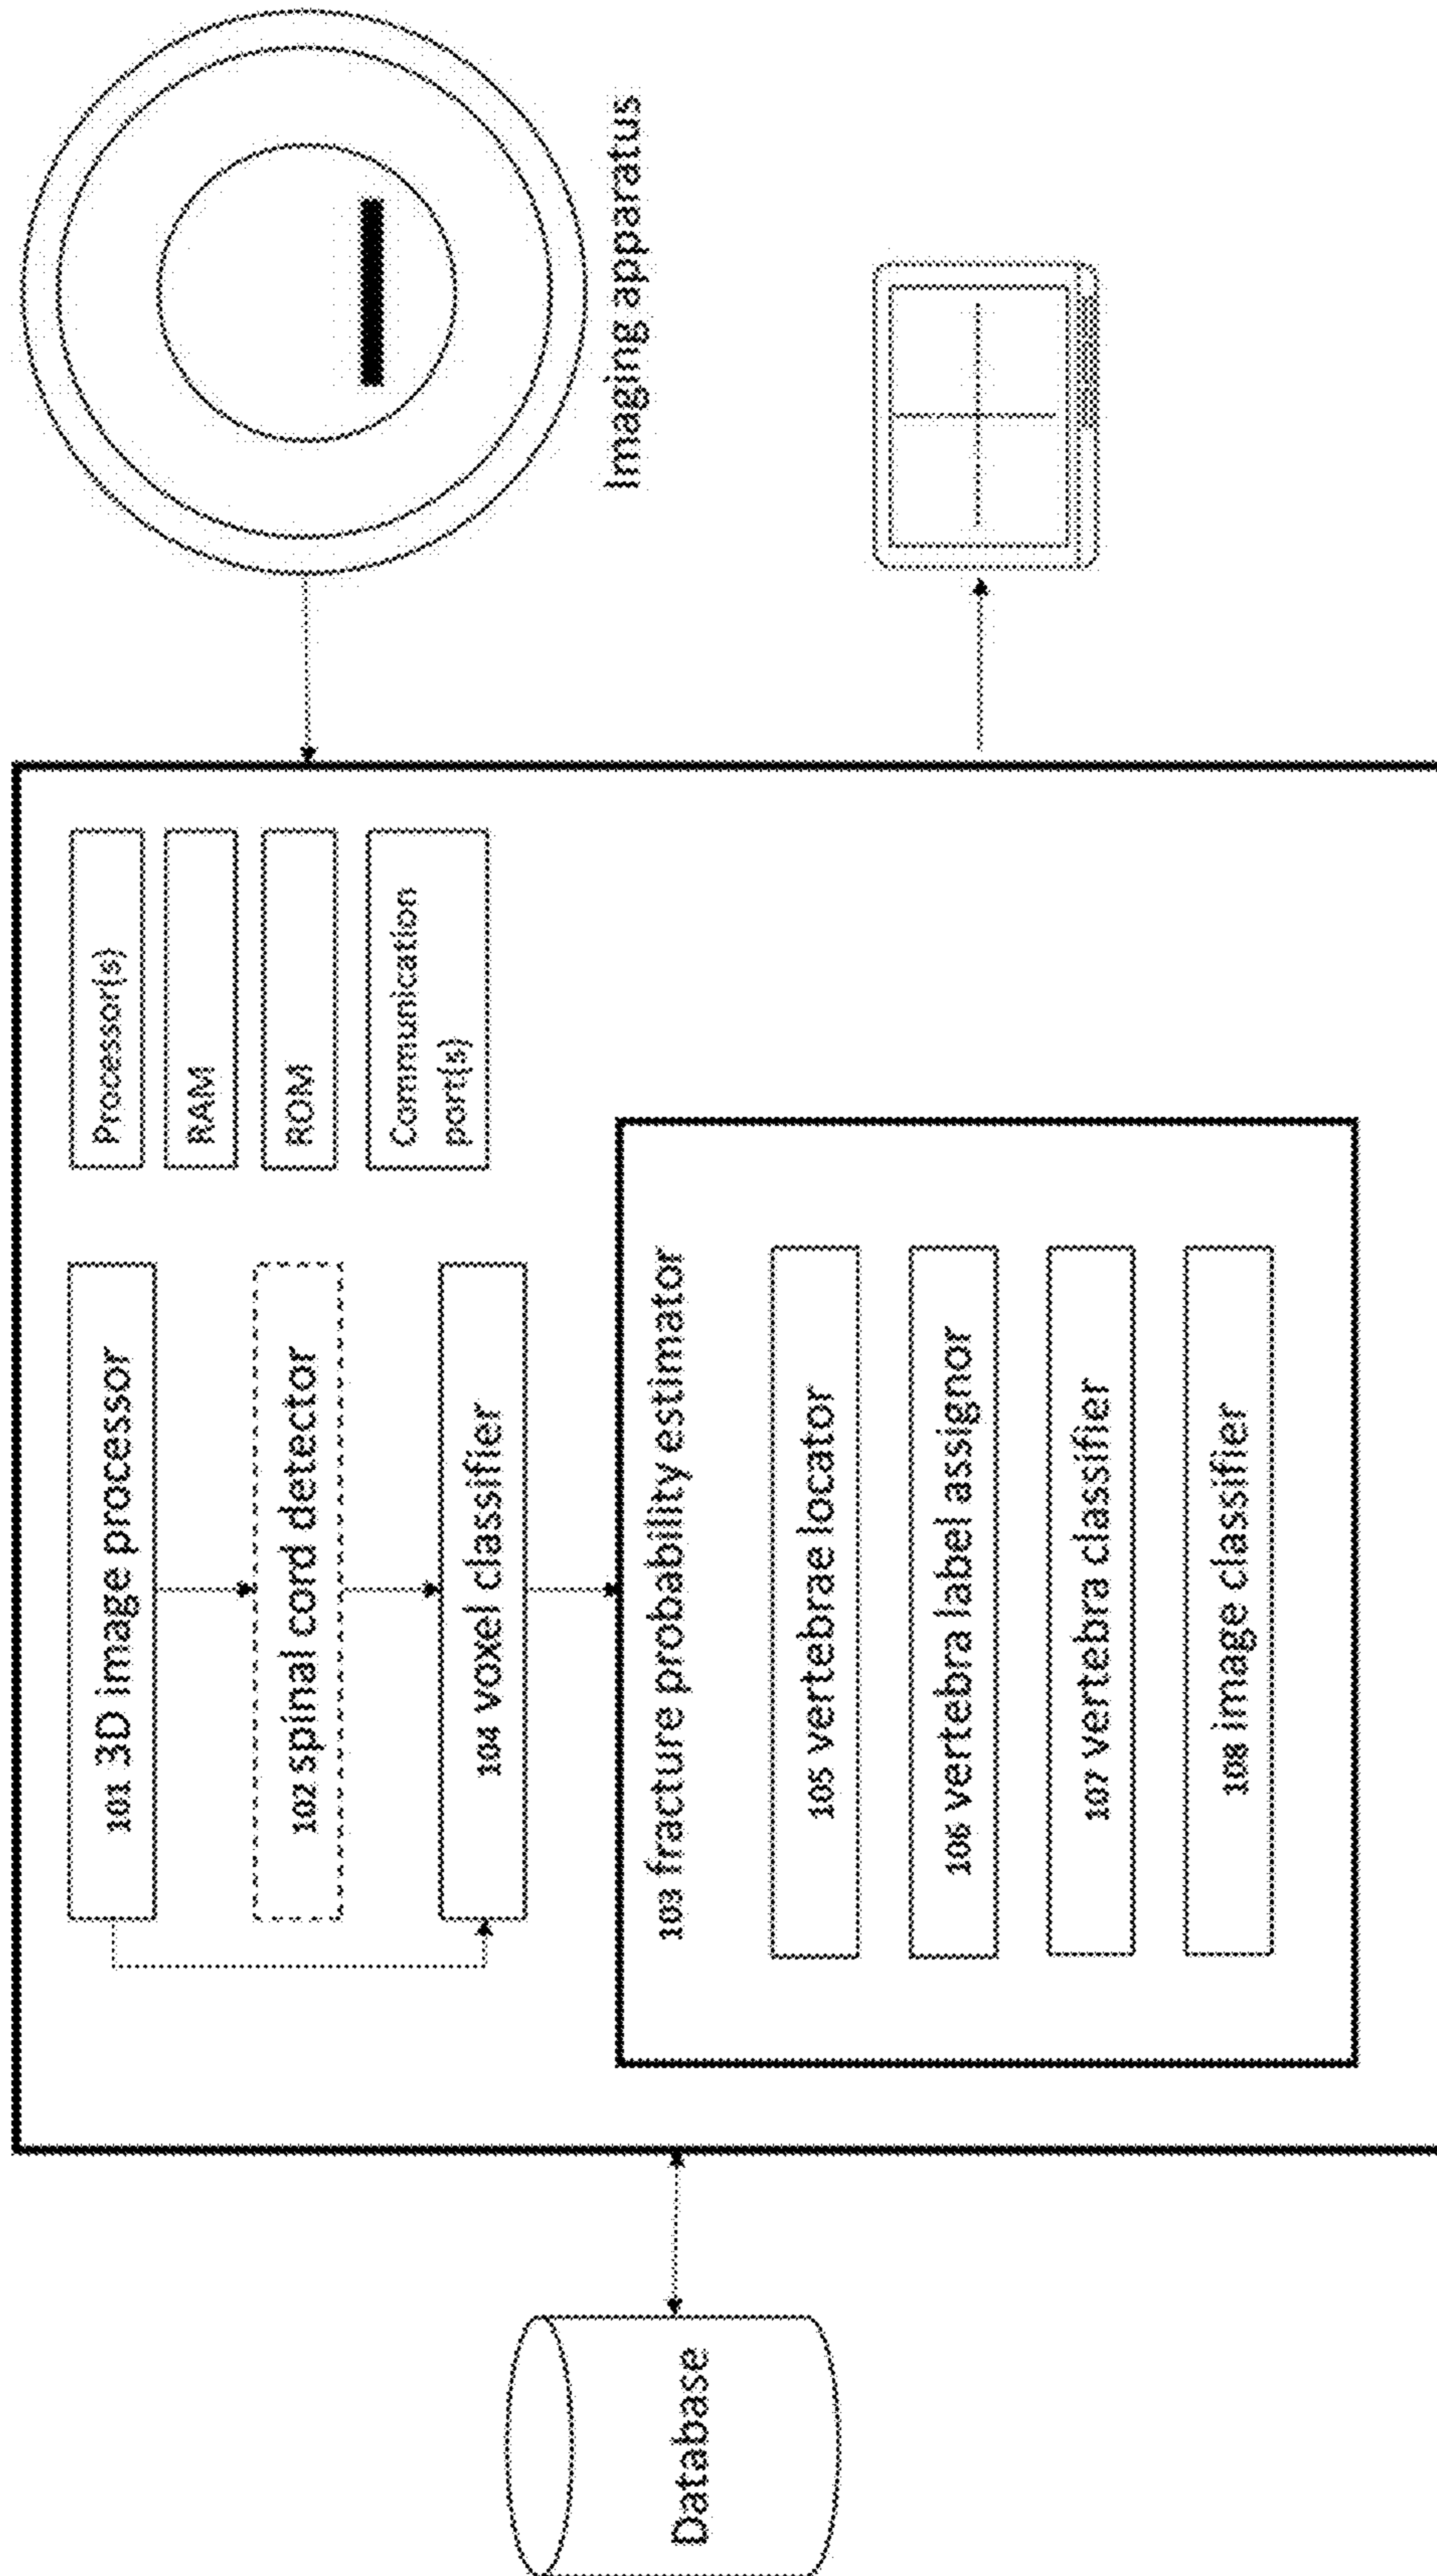 Database
101 3D image processor
102 spinal cord detector
104 voxel classifier
103 fracture probability estimator
105 vertebrae locator
106 vertebra label assignor
107 vertebra classifier
108 image classifier
Processor(s)
RAM
ROM
Communication
port(s)
Imaging apparatus